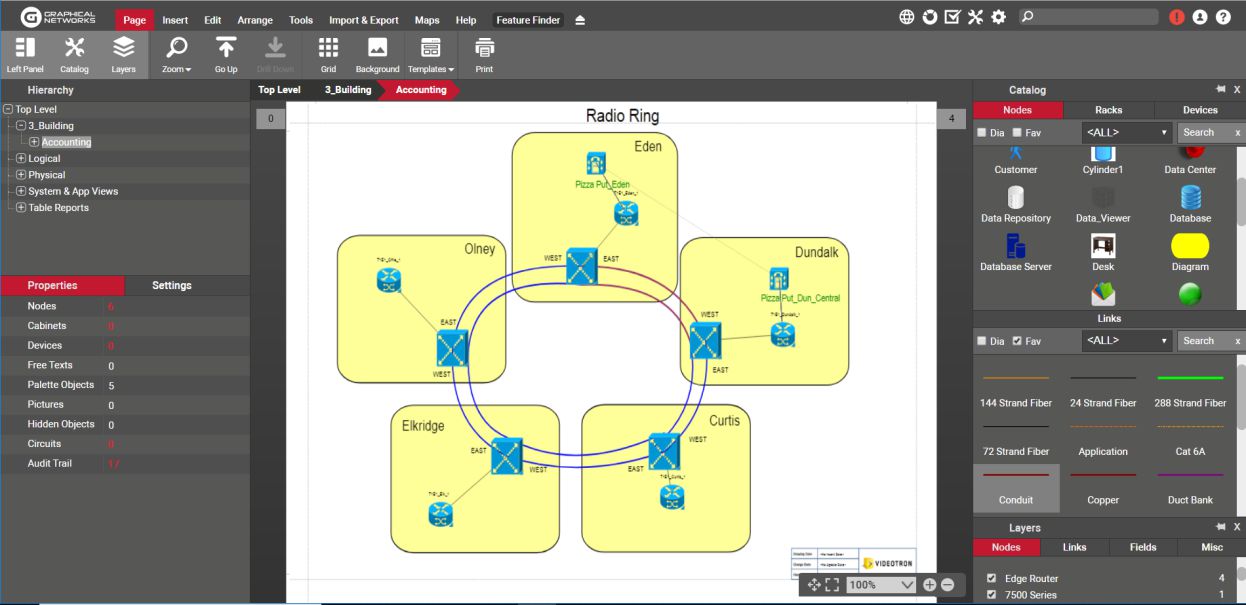 GRAPHICAL
NETWORKS
Page Insert Edit Arrange Tools Import & Export Maps Help Feature Finder
Left Panel Catalog Layers Zoom Go Up Drill Down Grid Background Templates Print
Hierarchy
Top Level
3_Building
Accounting
Logical
Physical
System & App Views
Table Reports
Properties Settings
Nodes 6
Cabinets 0
Devices 0
Free Texts 0
Palette Objects 5
Pictures 0
Hidden Objects 0
Circuits 0
Audit Trail 17
Top Level 3_Building Accounting
0 4
Radio Ring
Eden
Pizza Put_Eden
WEST EAST
Olney
EAST
WEST
Dundalk
Pizza Put_Dun_Central
WEST
EAST
Elkridge
EAST
WEST
Curtis
WEST
EAST
VIDEOTRON
100%
Catalog X
Nodes Racks Devices
Dia Fav <ALL> Search x
Customer Cylinder1 Data Center
Data Repository Data_Viewer Database
Database Server Desk Diagram
Links
Dia Fav <ALL> Search x
144 Strand Fiber 24 Strand Fiber 288 Strand Fiber
72 Strand Fiber Application Cat 6A
Conduit Copper Duct Bank
Layers X
Nodes Links Fields Misc
Edge Router 4
7500 Series 1